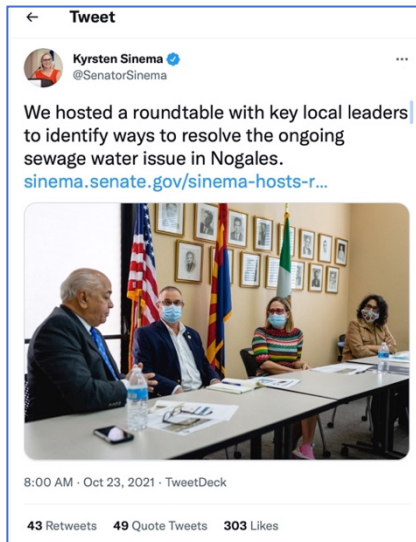 Tweet
Kyrsten Sinema
@SenatorSinema
We hosted a roundtable with key local leaders
to identify ways to resolve the ongoing
sewage water issue in Nogales.
sinema.senate.gov/sinema-hosts-r...
8:00 AM · Oct 23, 2021 · TweetDeck
43 Retweets 49 Quote Tweets 303 Likes